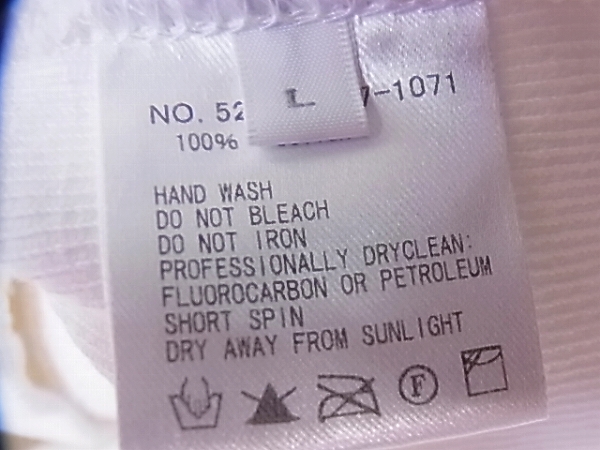 L
NO. 52 7-1071
100%
HAND WASH
DO NOT BLEACH
DO NOT IRON
PROFESSIONALLY DRYCLEAN:
FLUOROCARBON OR PETROLEUM
SHORT SPIN
DRY AWAY FROM SUNLIGHT
F